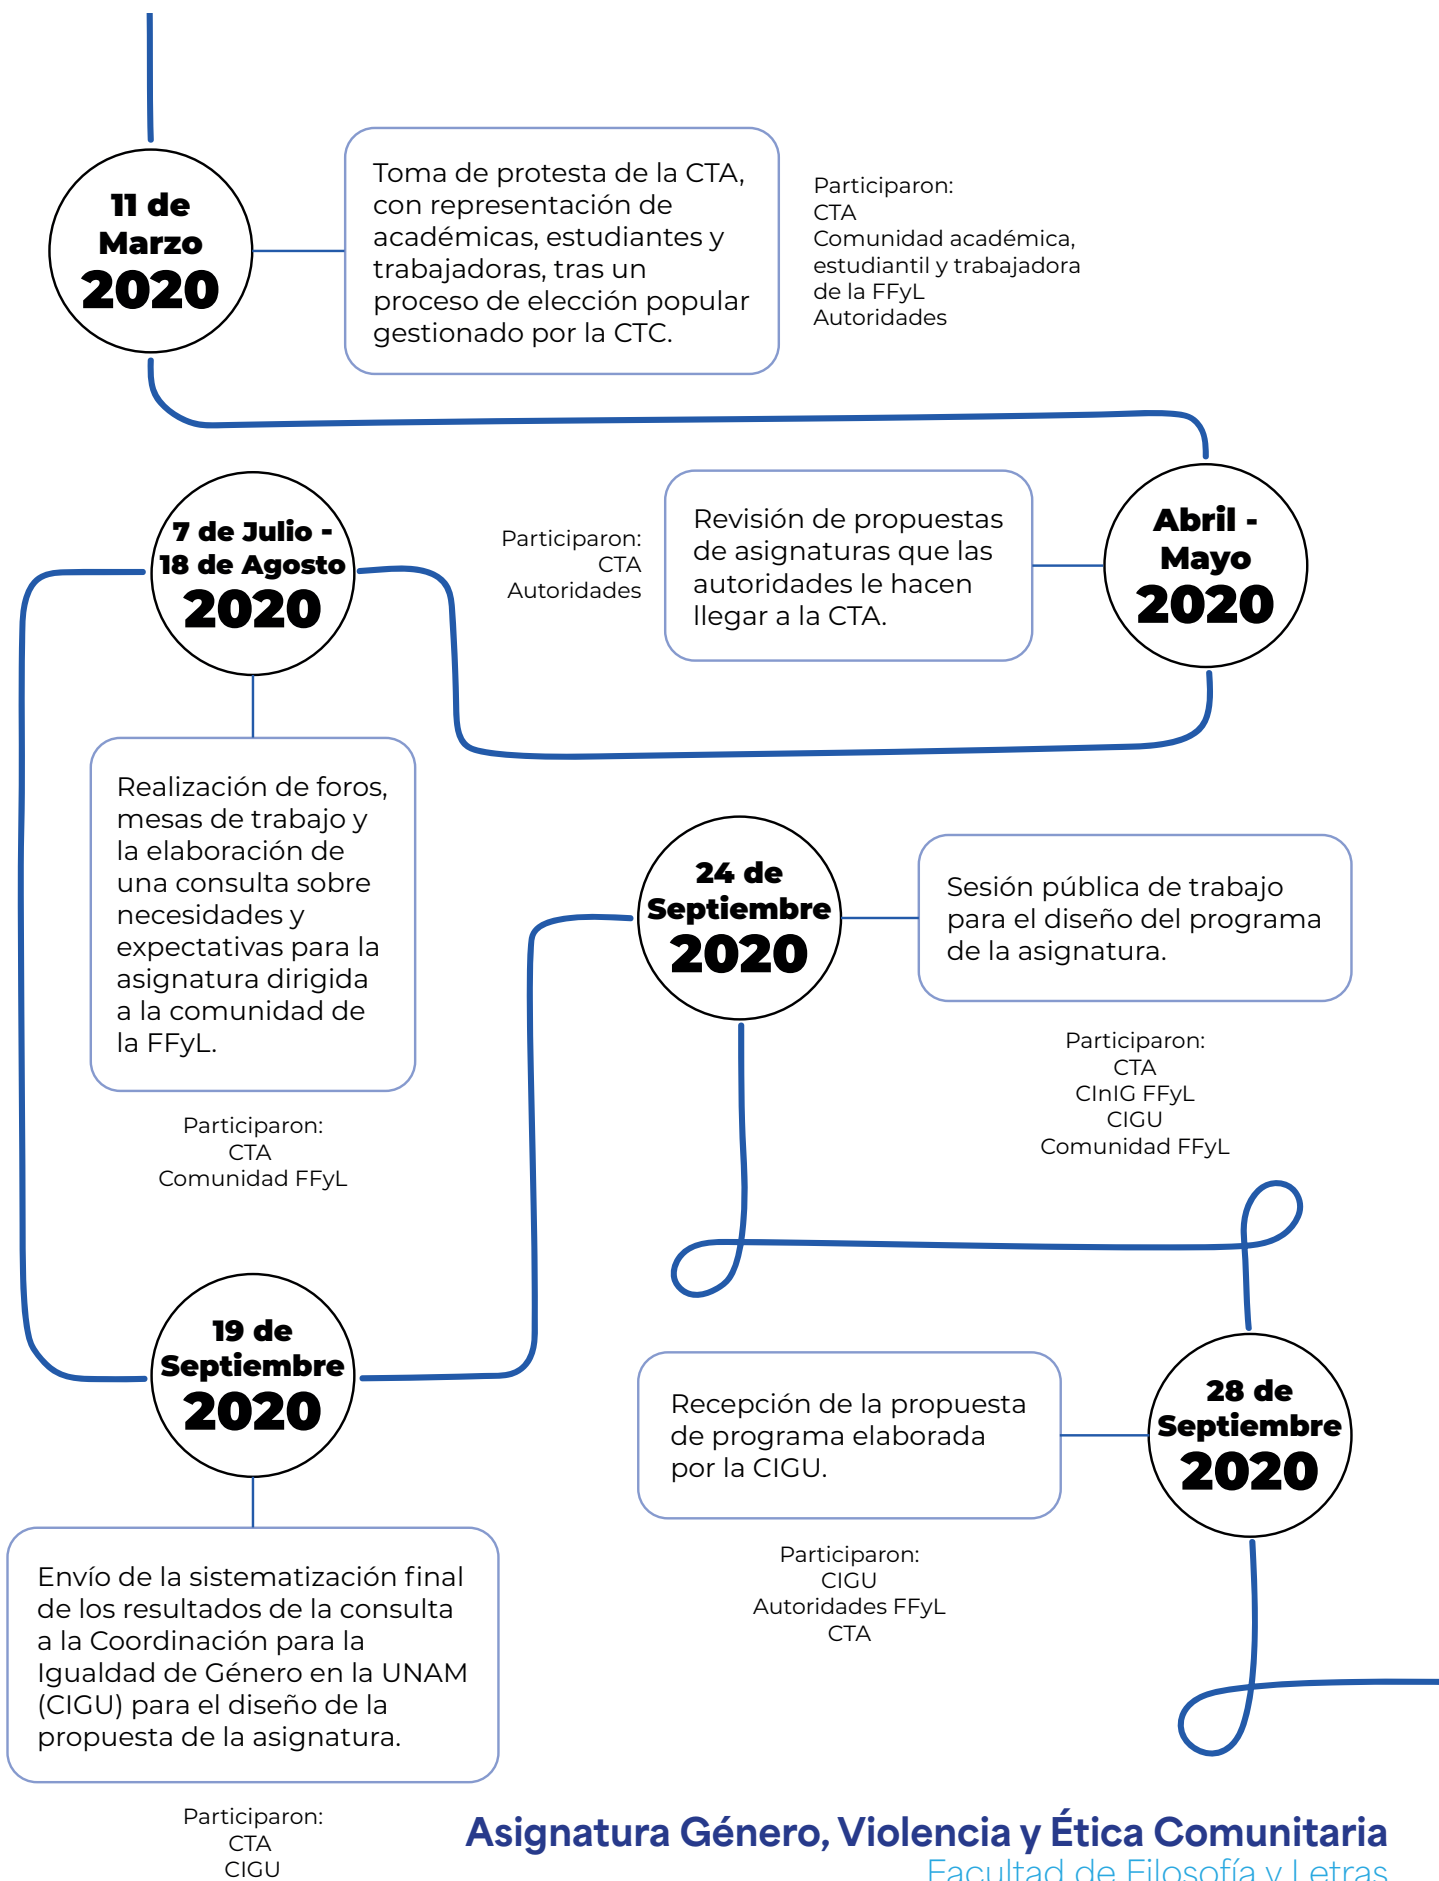 11 de
Marzo
2020
Toma de protesta de la CTA,
con representación de
académicas, estudiantes y
trabajadoras, tras un
proceso de elección popular
gestionado por la CTC.
Participaron:
CTA
Comunidad académica,
estudiantil y trabajadora
de la FFyL
Autoridades
Abril -
Mayo
2020
Revisión de propuestas
de asignaturas que las
autoridades le hacen
llegar a la CTA.
Participaron:
CTA
Autoridades
7 de Julio -
18 de Agosto
2020
Realización de foros,
mesas de trabajo y
la elaboración de
una consulta sobre
necesidades y
expectativas para la
asignatura dirigida
a la comunidad de
la FFyL.
Participaron:
CTA
Comunidad FFyL
19 de
Septiembre
2020
Envío de la sistematización final
de los resultados de la consulta
a la Coordinación para la
Igualdad de Género en la UNAM
(CIGU) para el diseño de la
propuesta de la asignatura.
Participaron:
CTA
CIGU
24 de
Septiembre
2020
Sesión pública de trabajo
para el diseño del programa
de la asignatura.
Participaron:
CTA
CInIG FFyL
CIGU
Comunidad FFyL
28 de
Septiembre
2020
Recepción de la propuesta
de programa elaborada
por la CIGU.
Participaron:
CIGU
Autoridades FFyL
CTA
Asignatura Género, Violencia y Ética Comunitaria
Facultad de Filosofía y Letras